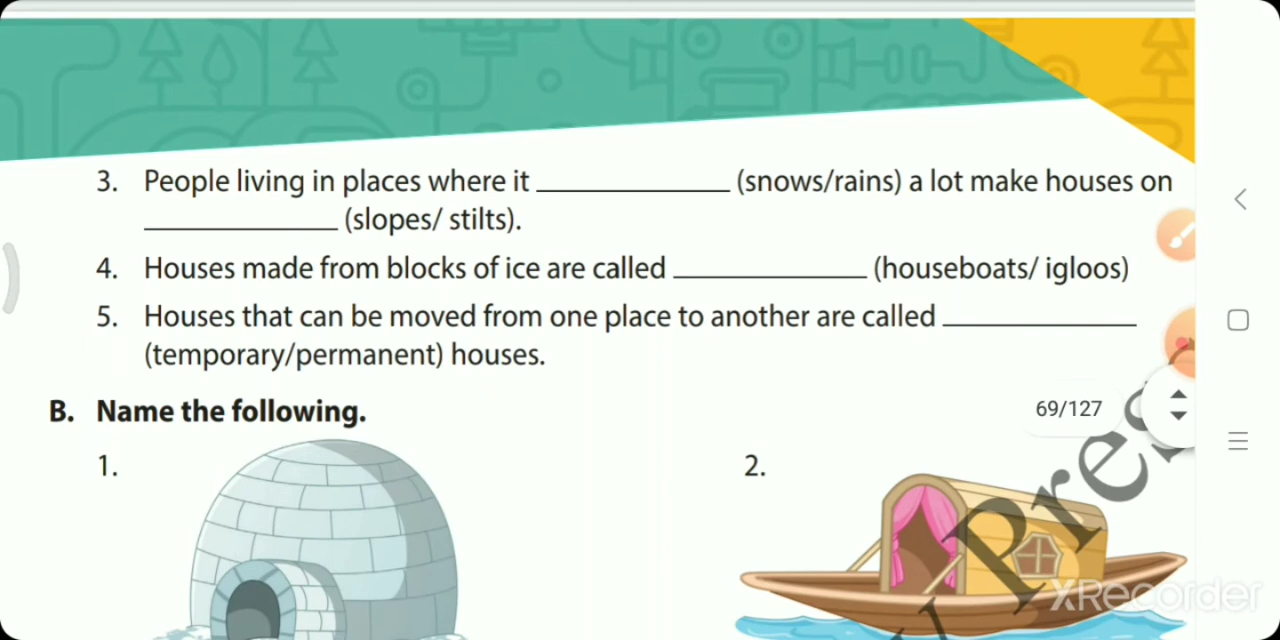 3. People living in places where it ____________ (snows/rains) a lot make houses on
____________ (slopes/ stilts).
4. Houses made from blocks of ice are called ____________ (houseboats/ igloos)
5. Houses that can be moved from one place to another are called ____________
(temporary/permanent) houses.
B. Name the following.
69/127
1.
2.
Press
XRecorder